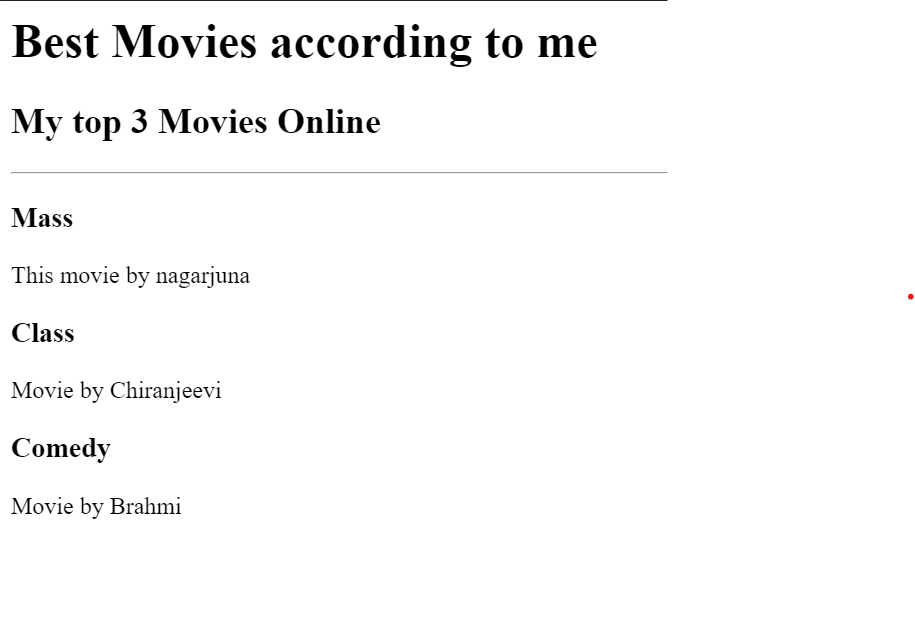 Best Movies according to me
My top 3 Movies Online
Mass
This movie by nagarjuna
Class
Movie by Chiranjeevi
Comedy
Movie by Brahmi